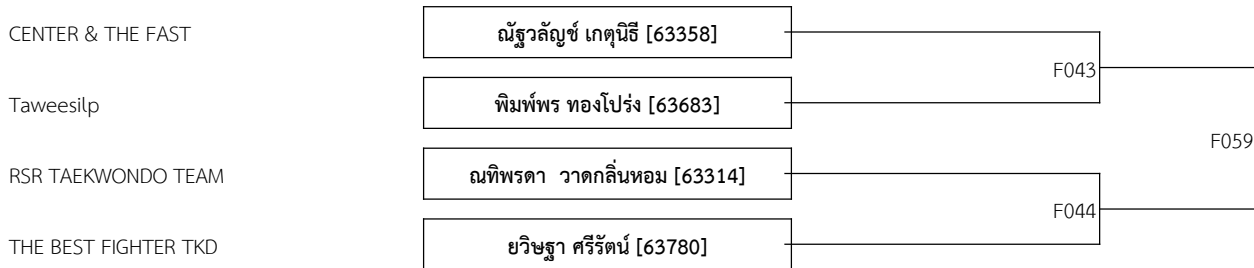 CENTER & THE FAST
ณัฐวลัญช์ เกตุนิธี [63358]
F043
Taweesilp
พิมพ์พร ทองโปร่ง [63683]
F059
RSR TAEKWONDO TEAM
ณทิพรดา วาดกลิ่นหอม [63314]
F044
THE BEST FIGHTER TKD
ยวิษฐา ศรีรัตน์ [63780]